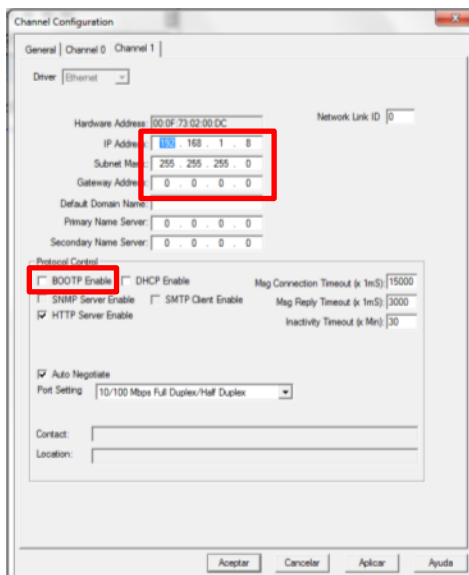 Channel Configuration
General Channel 0 Channel 1
Driver Ethernet
Hardware Address: 00:0F:73:02:00:DC Network Link ID 0
IP Address: 192 . 168 . 1 . 8
Subnet Mask: 255 . 255 . 255 . 0
Gateway Address: 0 . 0 . 0 . 0
Default Domain Name:
Primary Name Server: 0 . 0 . 0 . 0
Secondary Name Server: 0 . 0 . 0 . 0
Protocol Control
BOOTP Enable DHCP Enable Msg Connection Timeout (x 1mS): 15000
SNMP Server Enable SMTP Client Enable Msg Reply Timeout (x 1mS): 3000
HTTP Server Enable Inactivity Timeout (x Min): 30
Auto Negotiate
Port Setting 10/100 Mbps Full Duplex/Half Duplex
Contact:
Location:
Aceptar Cancelar Aplicar Ayuda